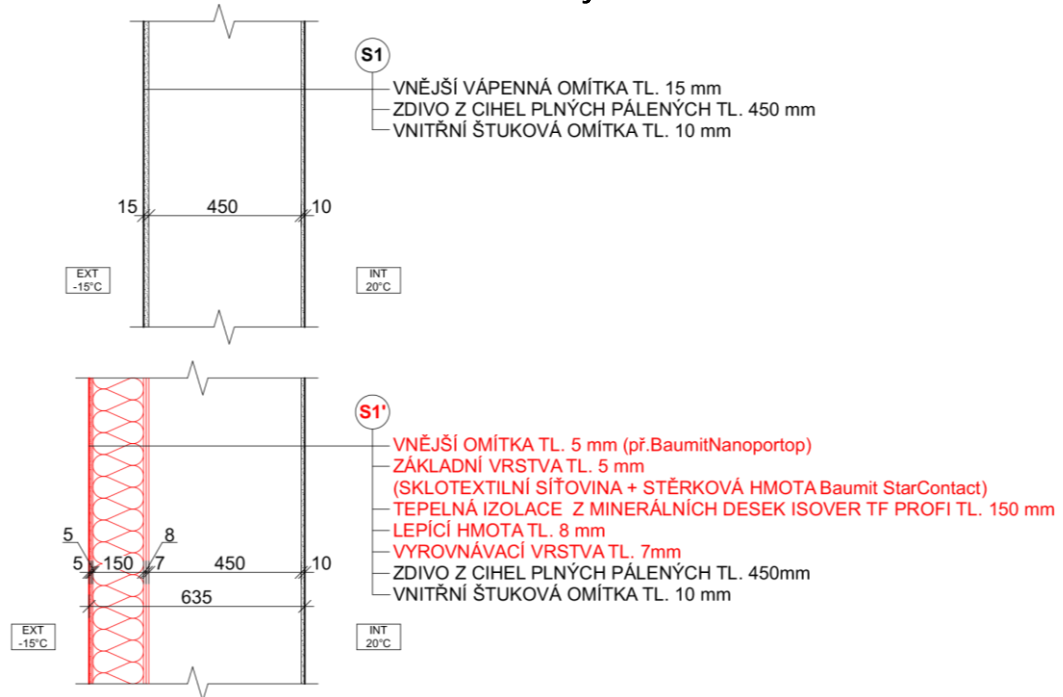 S1
VNĚJŠÍ VÁPENNÁ OMÍTKA TL. 15 mm
ZDIVO Z CIHEL PLNÝCH PÁLENÝCH TL. 450 mm
VNITŘNÍ ŠTUKOVÁ OMÍTKA TL. 10 mm
15 450 10
EXT
-15°C
INT
20°C
S1'
VNĚJŠÍ OMÍTKA TL. 5 mm (př.BaumitNanoportop)
ZÁKLADNÍ VRSTVA TL. 5 mm
(SKLOTEXTILNÍ SÍŤOVINA + STĚRKOVÁ HMOTA Baumit StarContact)
TEPELNÁ IZOLACE Z MINERÁLNÍCH DESEK ISOVER TF PROFI TL. 150 mm
LEPÍCÍ HMOTA TL. 8 mm
VYROVNÁVACÍ VRSTVA TL. 7mm
ZDIVO Z CIHEL PLNÝCH PÁLENÝCH TL. 450mm
VNITŘNÍ ŠTUKOVÁ OMÍTKA TL. 10 mm
5 8
5 150 7 450 10
635
EXT
-15°C
INT
20°C